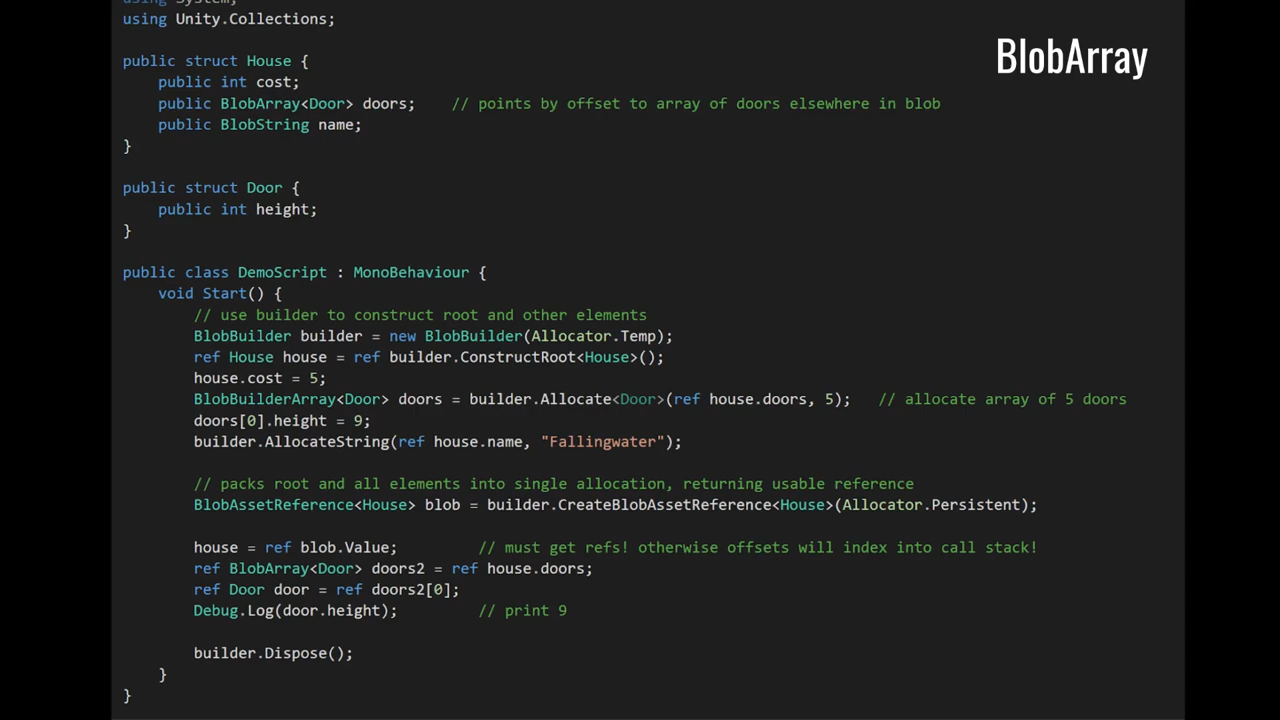 using System;
using Unity.Collections;
BlobArray
public struct House {
public int cost;
public BlobArray<Door> doors; // points by offset to array of doors elsewhere in blob
public BlobString name;
}
public struct Door {
public int height;
}
public class DemoScript : MonoBehaviour {
void Start() {
// use builder to construct root and other elements
BlobBuilder builder = new BlobBuilder(Allocator.Temp);
ref House house = ref builder.ConstructRoot<House>();
house.cost = 5;
BlobBuilderArray<Door> doors = builder.Allocate<Door>(ref house.doors, 5); // allocate array of 5 doors
doors[0].height = 9;
builder.AllocateString(ref house.name, "Fallingwater");
// packs root and all elements into single allocation, returning usable reference
BlobAssetReference<House> blob = builder.CreateBlobAssetReference<House>(Allocator.Persistent);
house = ref blob.Value; // must get refs! otherwise offsets will index into call stack!
ref BlobArray<Door> doors2 = ref house.doors;
ref Door door = ref doors2[0];
Debug.Log(door.height); // print 9
builder.Dispose();
}
}